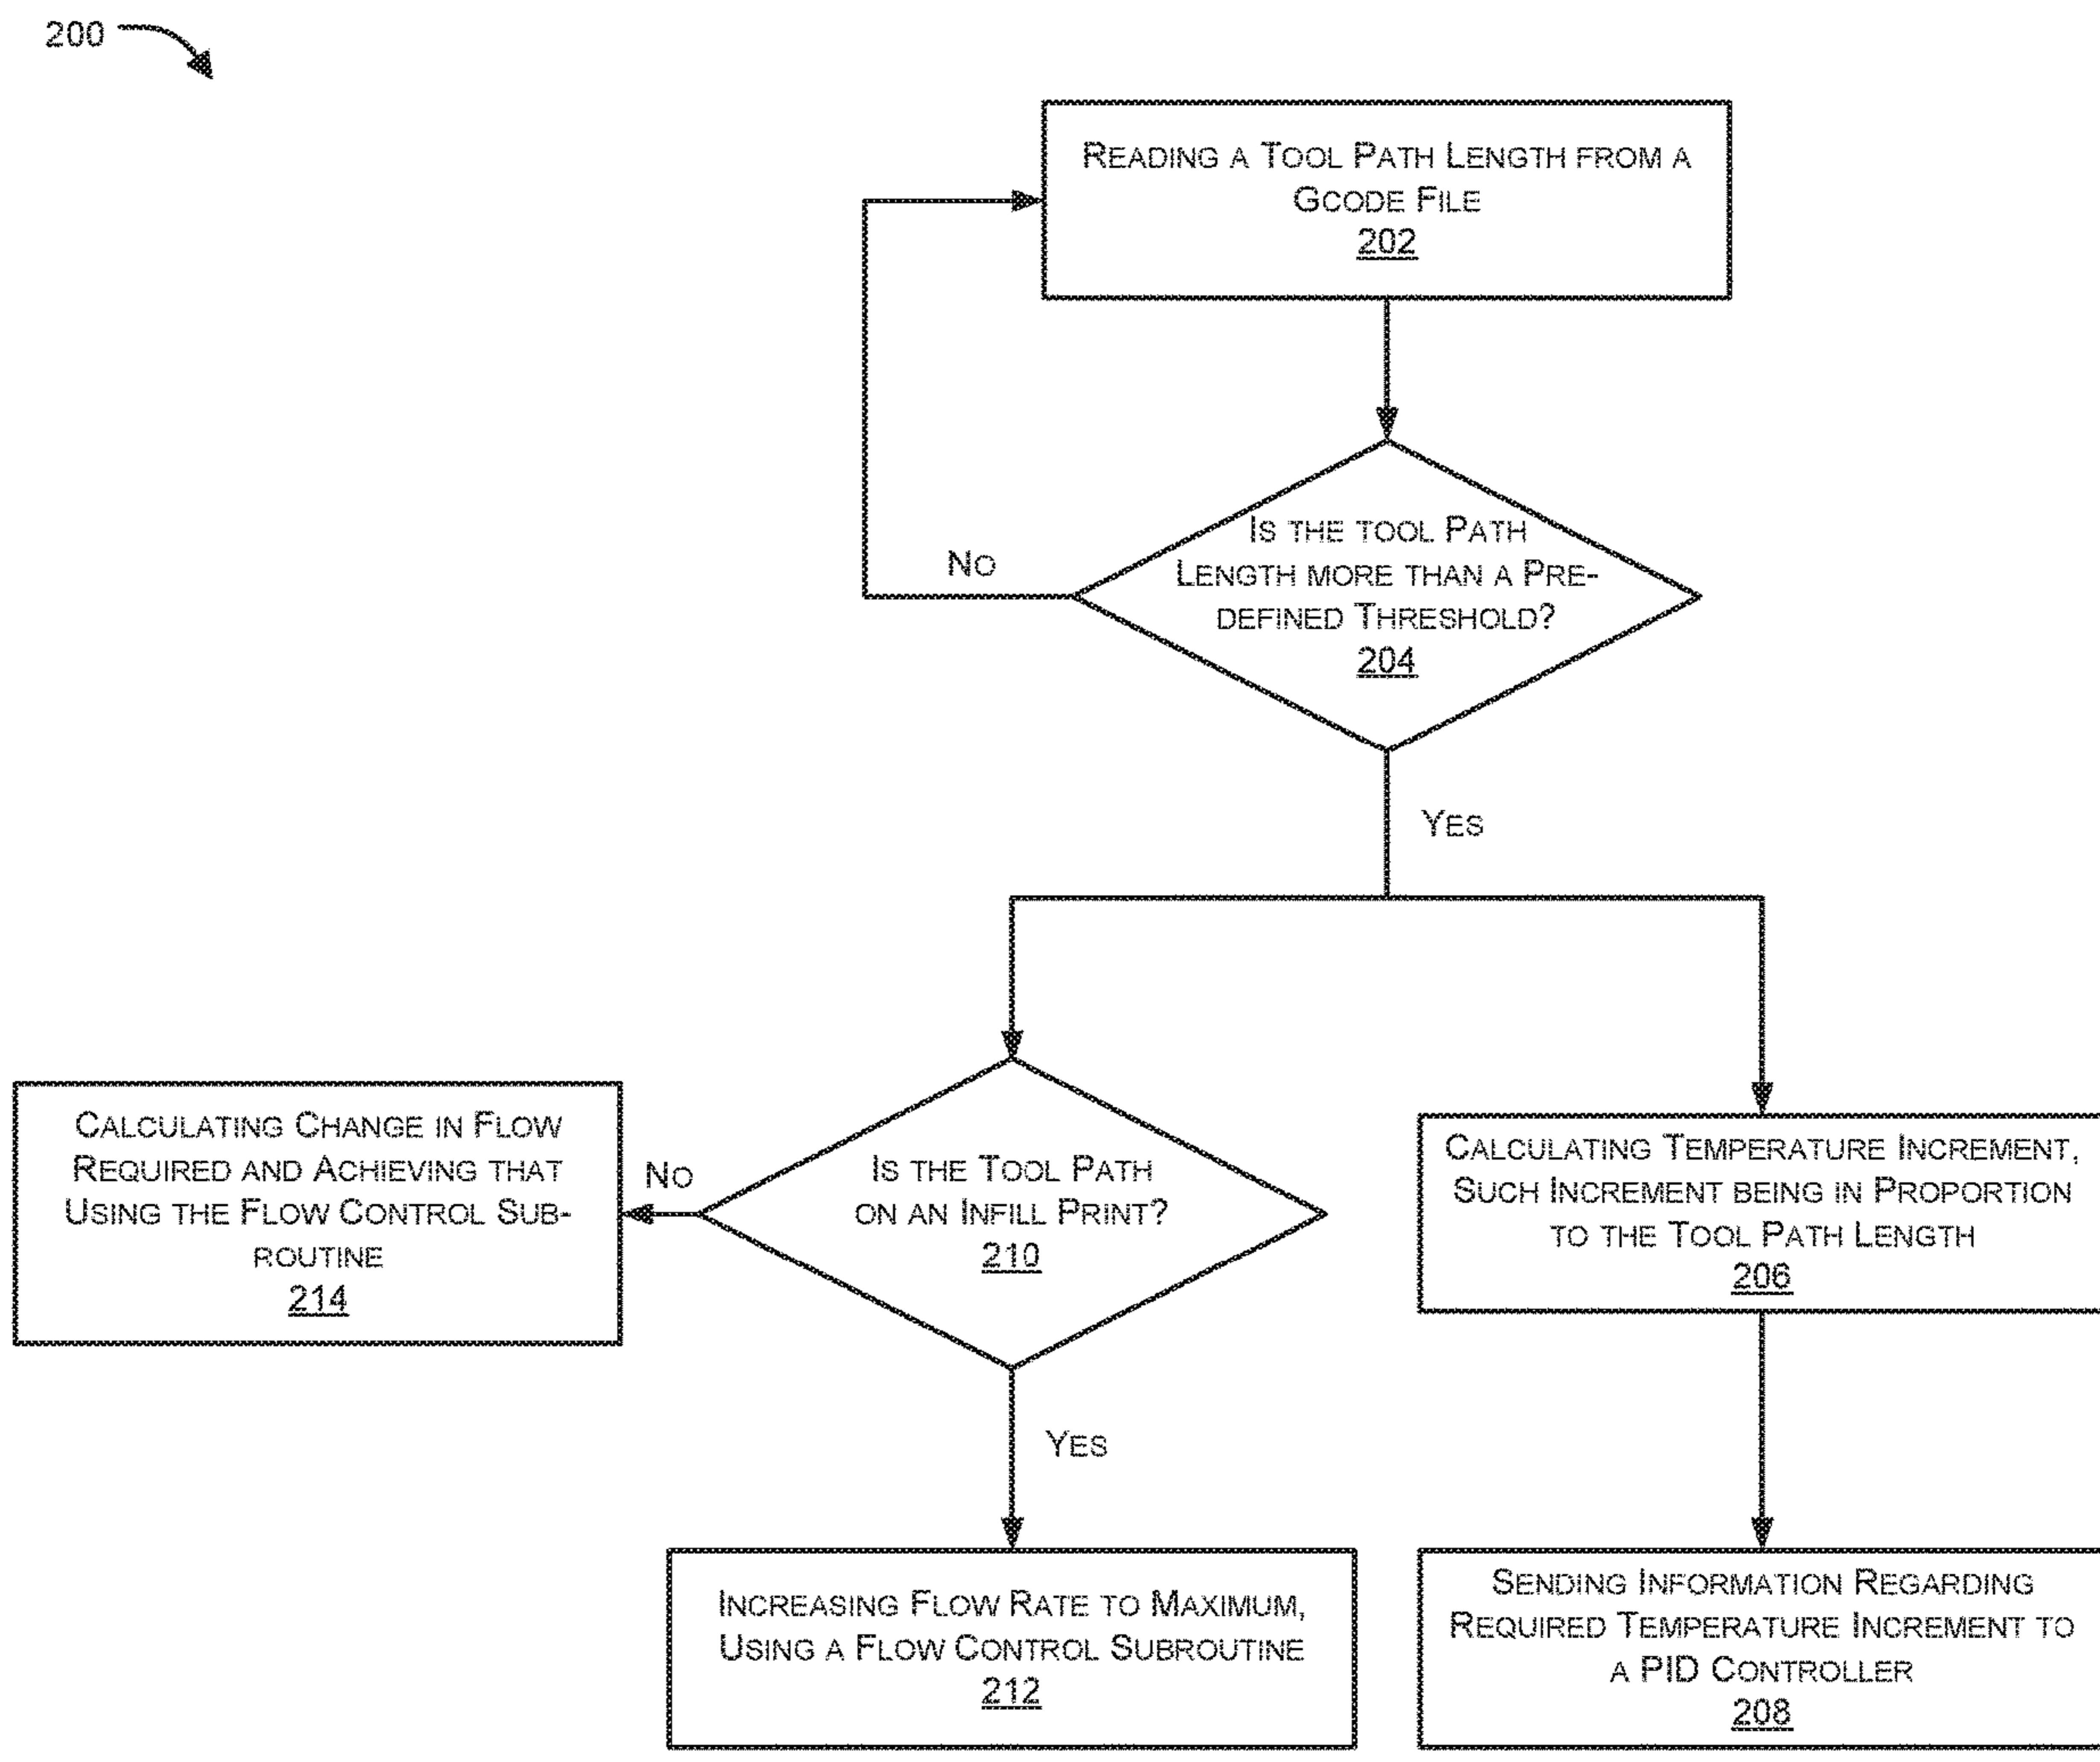 200
READING A TOOL PATH LENGTH FROM A
GCODE FILE
202
IS THE TOOL PATH
LENGTH MORE THAN A PRE-
DEFINED THRESHOLD?
204
NO
YES
CALCULATING CHANGE IN FLOW
REQUIRED AND ACHIEVING THAT
USING THE FLOW CONTROL SUB-
ROUTINE
214
NO
IS THE TOOL PATH
ON AN INFILL PRINT?
210
CALCULATING TEMPERATURE INCREMENT,
SUCH INCREMENT BEING IN PROPORTION
TO THE TOOL PATH LENGTH
206
YES
INCREASING FLOW RATE TO MAXIMUM,
USING A FLOW CONTROL SUBROUTINE
212
SENDING INFORMATION REGARDING
REQUIRED TEMPERATURE INCREMENT TO
A PID CONTROLLER
208